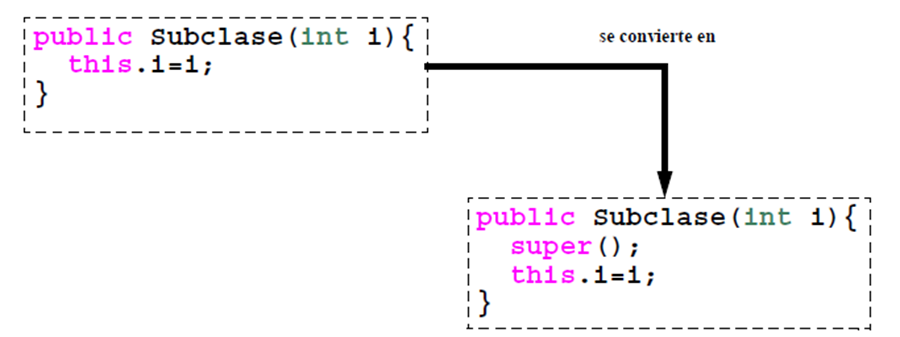 public Subclase(int i){
this.i=i;
}
se convierte en
public Subclase(int i){
super();
this.i=i;
}